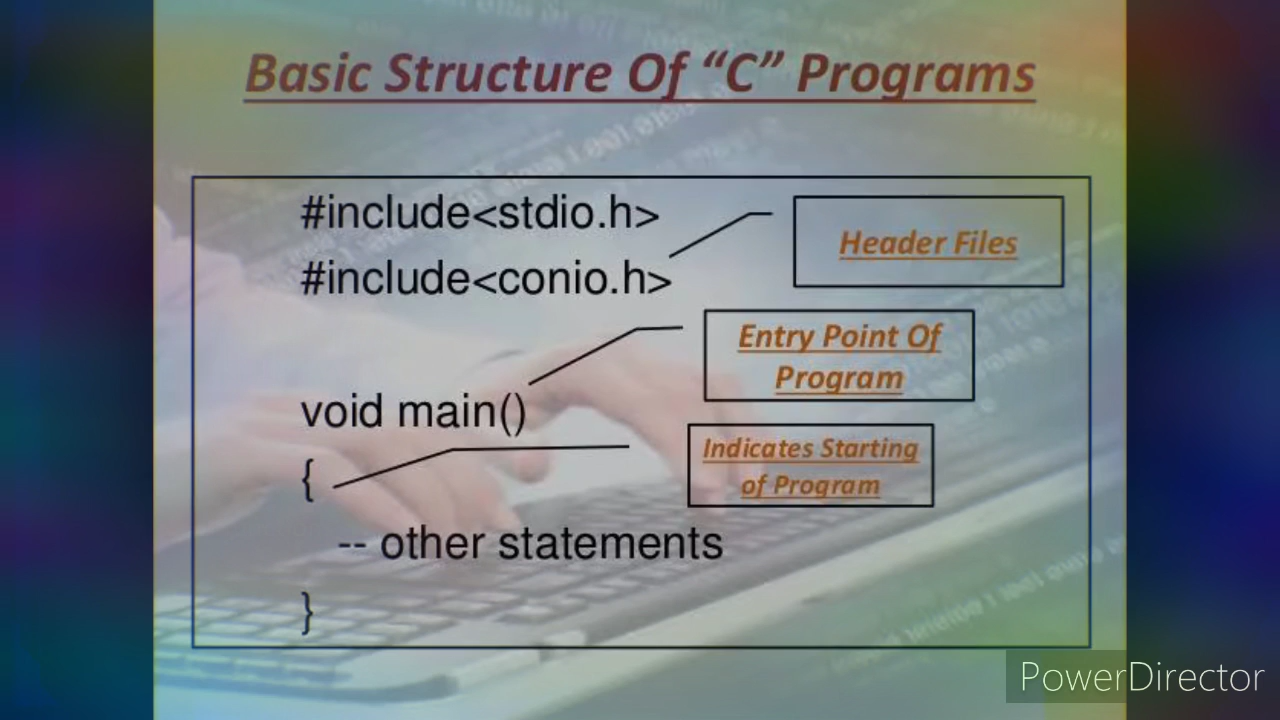 Basic Structure Of “C” Programs
#include<stdio.h>
Header Files
#include<conio.h>
Entry Point Of
Program
void main()
Indicates Starting
of Program
{
-- other statements
}
PowerDirector